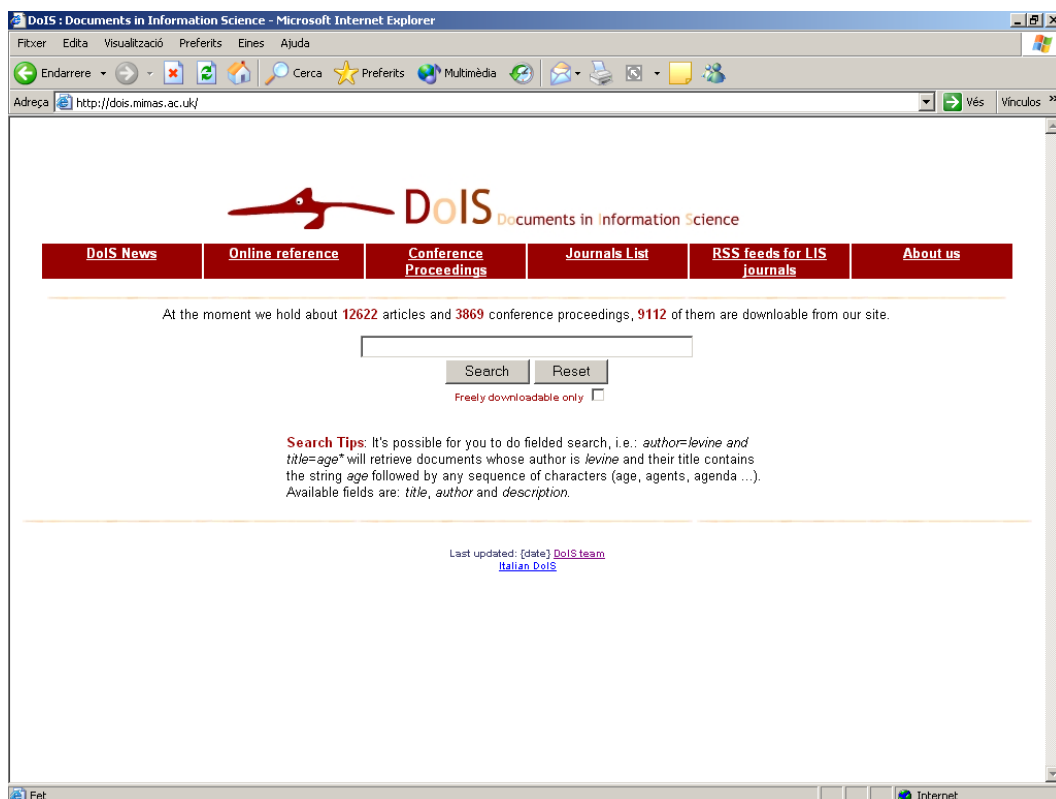 DoIS : Documents in Information Science - Microsoft Internet Explorer
Fitxer Edita Visualització Preferits Eines Ajuda
Endarrere Cerca Preferits Multimèdia
Adreça http://dois.mimas.ac.uk/ Vés Vínculos »
DoIS Documents in Information Science
DoIS News Online reference Conference Proceedings Journals List RSS feeds for LIS journals About us
At the moment we hold about 12622 articles and 3869 conference proceedings, 9112 of them are downloable from our site.
Search Reset
Freely downloadable only
Search Tips: It's possible for you to do fielded search, i.e.: author=levine and
title=age* will retrieve documents whose author is levine and their title contains
the string age followed by any sequence of characters (age, agents, agenda ...).
Available fields are: title, author and description.
Last updated: {date} DoIS team
Italian DoIS
Fet Internet